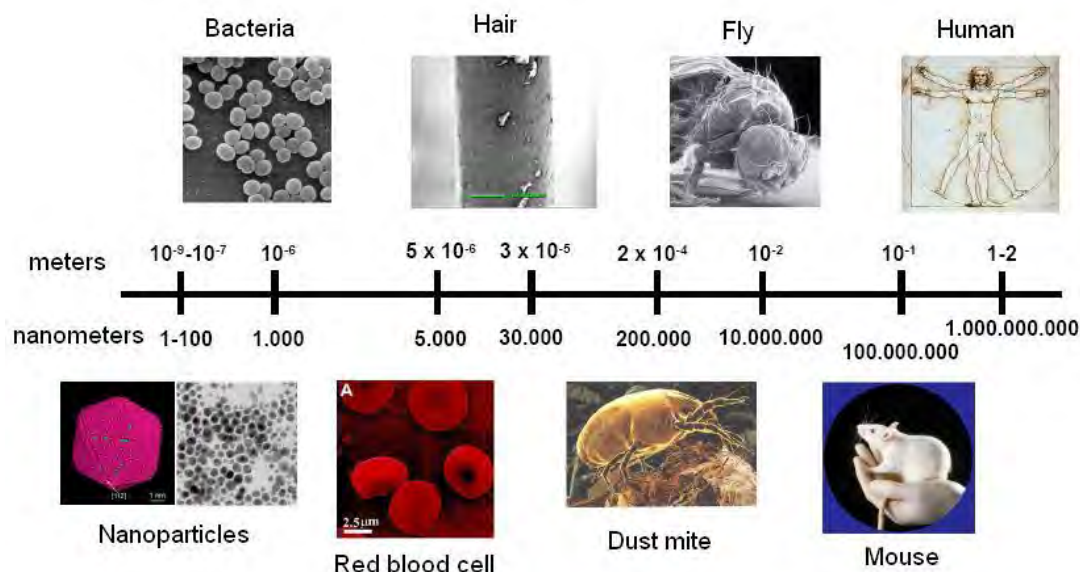 Bacteria
Hair
Fly
Human
meters
10⁻⁹-10⁻⁷
10⁻⁶
5 x 10⁻⁶
3 x 10⁻⁵
2 x 10⁻⁴
10⁻²
10⁻¹
1-2
nanometers
1-100
1.000
5.000
30.000
200.000
10.000.000
100.000.000
1.000.000.000
1 nm
A
2.5µm
Nanoparticles
Red blood cell
Dust mite
Mouse